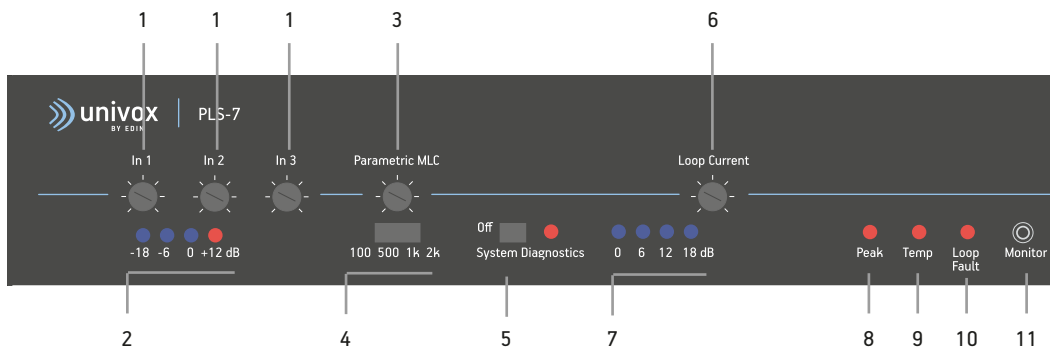 1 1 1 3 6
univox
BY EDIN
PLS-7
In 1 In 2 In 3 Parametric MLC Loop Current
-18 -6 0 +12 dB
100 500 1k 2k
Off
System Diagnostics
0 6 12 18 dB
Peak Temp Loop Fault Monitor
2 4 5 7 8 9 10 11